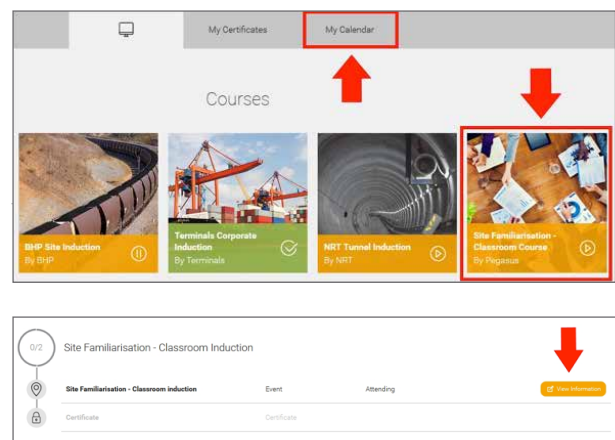 My Certificates
My Calendar
Courses
BHP Site Induction
By BHP
Terminals Corporate
Induction
By Terminals
NRT Tunnel Induction
By NRT
Site Familiarisation -
Classroom Course
By Pegasus
0/2
Site Familiarisation - Classroom Induction
Site Familiarisation - Classroom induction Event Attending View Information
Certificate Certificate